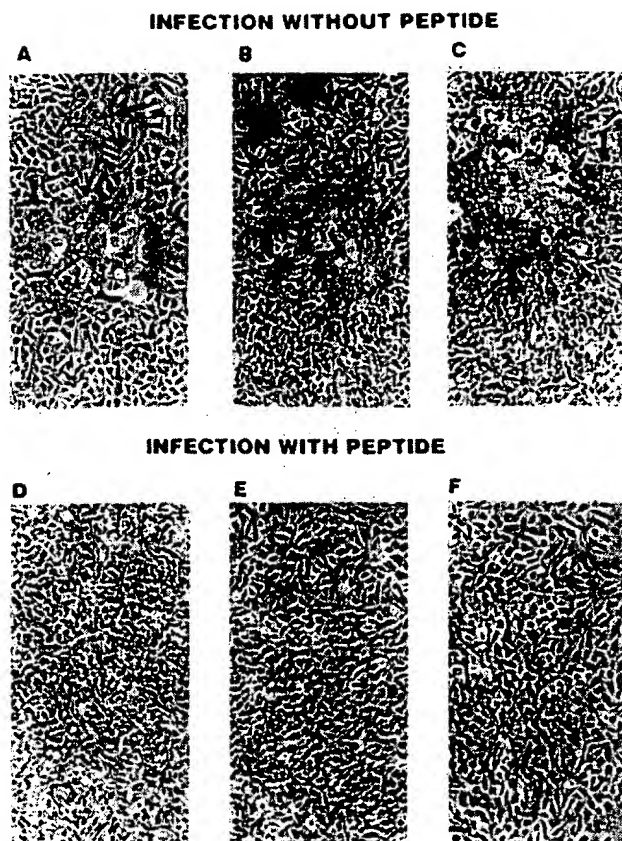 INFECTION WITHOUT PEPTIDE
A B C
INFECTION WITH PEPTIDE
D E F